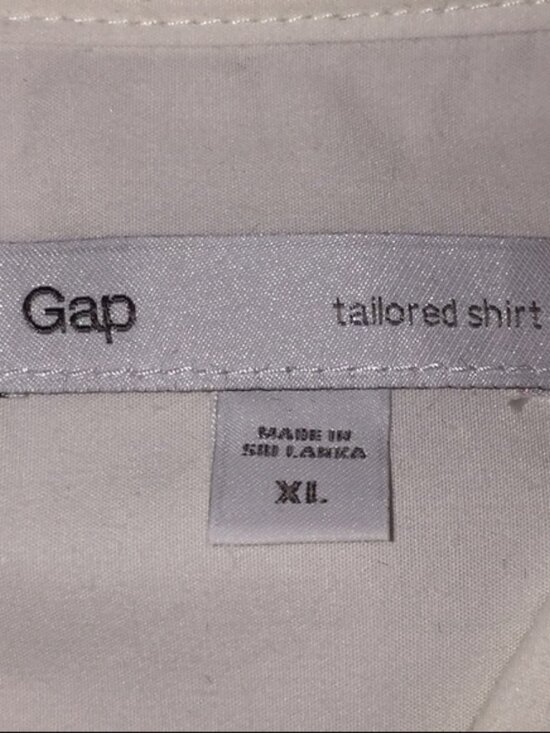 Gap tailored shirt
MADE IN
SRI LANKA
XL